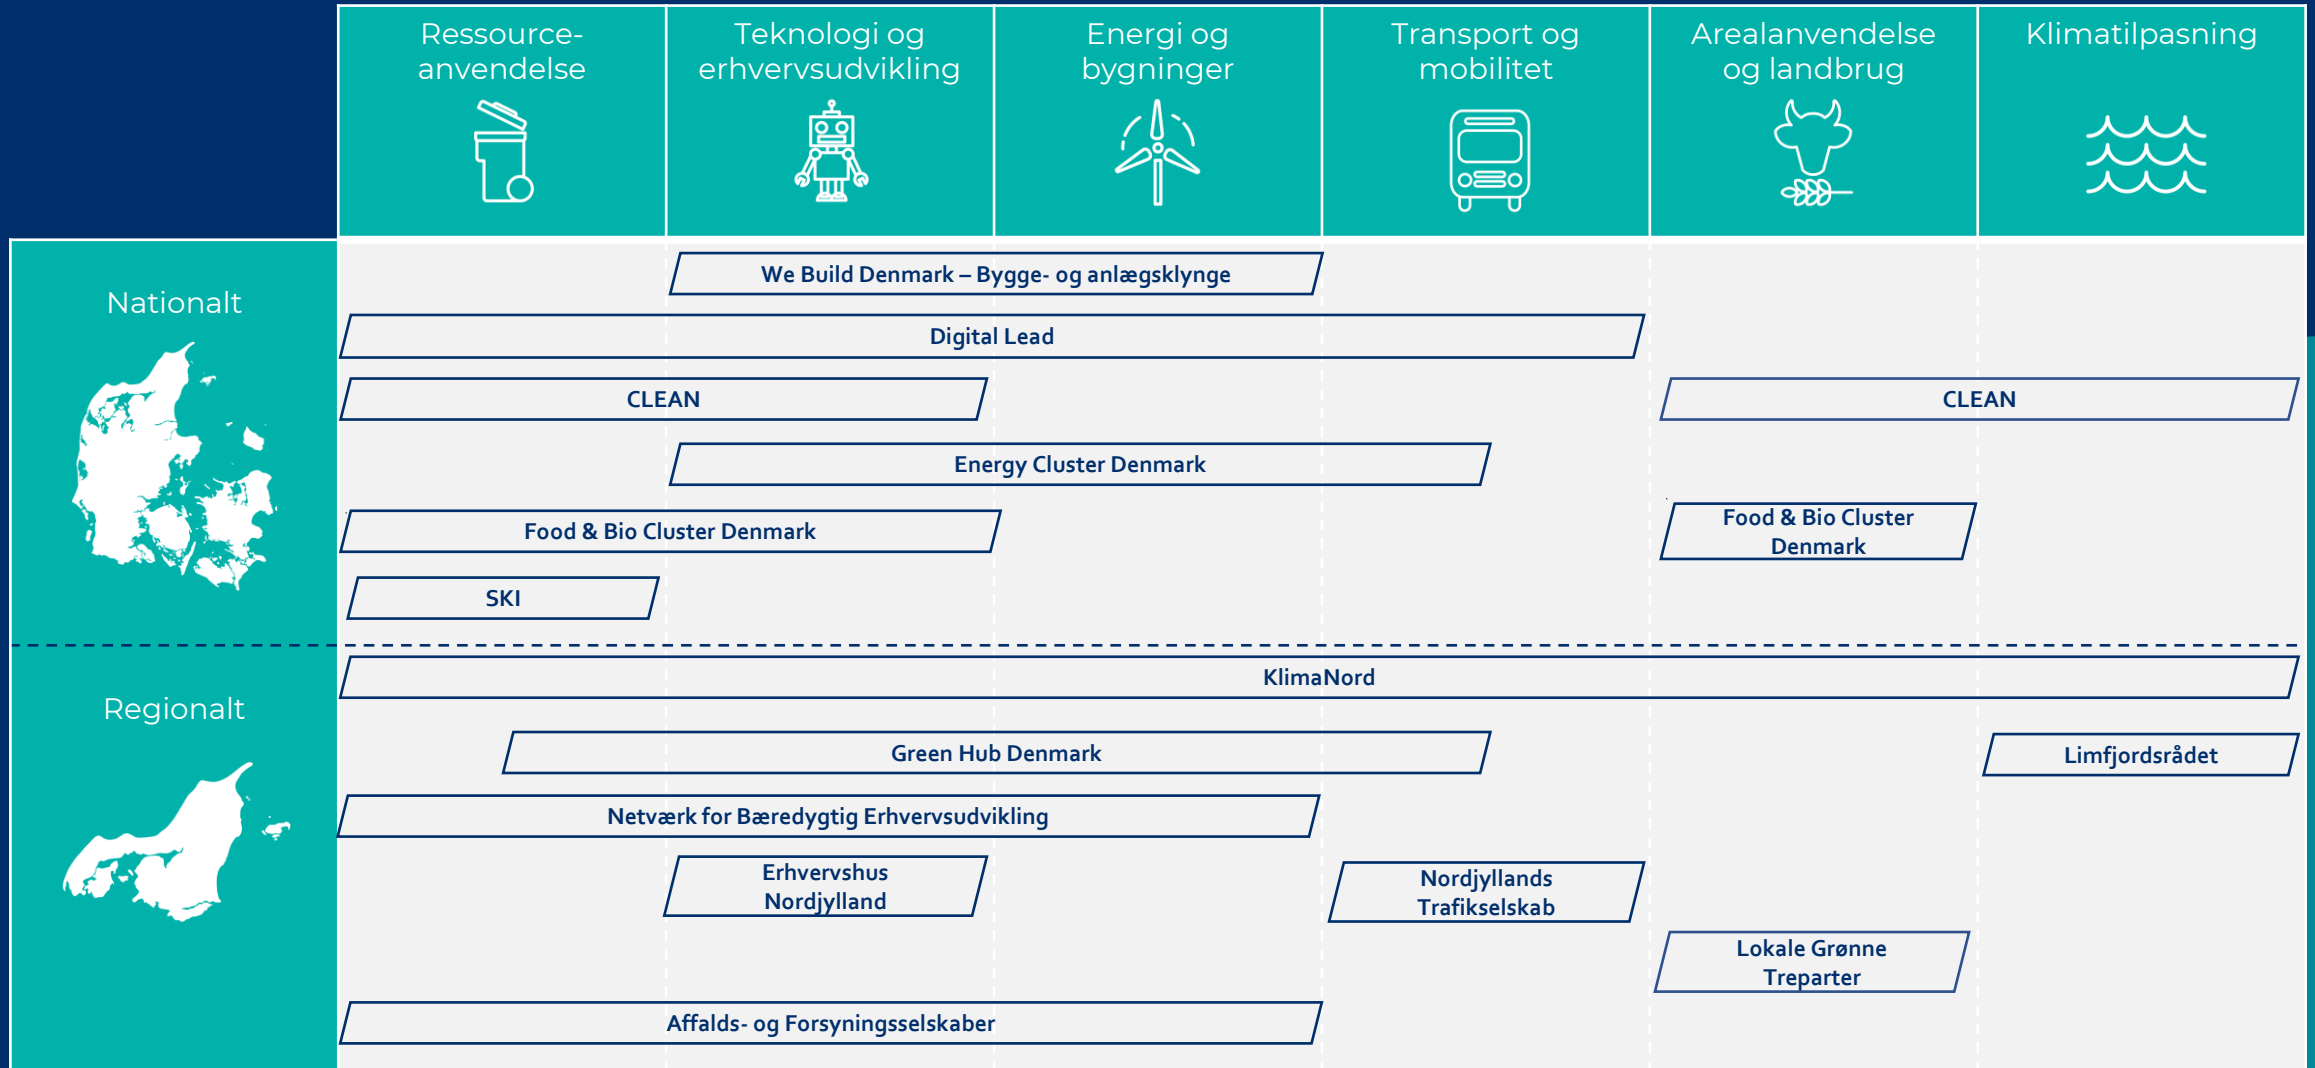 Ressource-
anvendelse
Teknologi og
erhvervsudvikling
Energi og
bygninger
Transport og
mobilitet
Arealanvendelse
og landbrug
Klimatilpasning
Nationalt
We Build Denmark – Bygge- og anlægsklynge
Digital Lead
CLEAN
CLEAN
Energy Cluster Denmark
Food & Bio Cluster Denmark
Food & Bio Cluster
Denmark
SKI
Regionalt
KlimaNord
Green Hub Denmark
Limfjordsrådet
Netværk for Bæredygtig Erhvervsudvikling
Erhvervshus
Nordjylland
Nordjyllands
Trafikselskab
Lokale Grønne
Treparter
Affalds- og Forsyningsselskaber